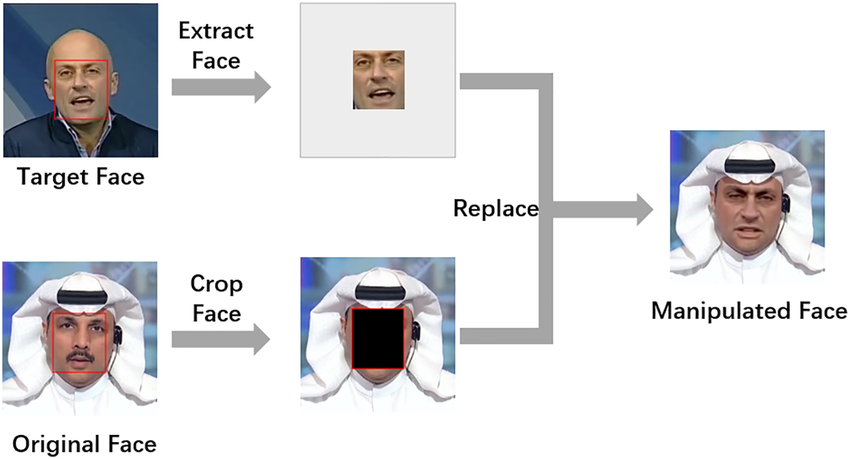 Extract
Face
Target Face
Replace
Crop
Face
Manipulated Face
Original Face